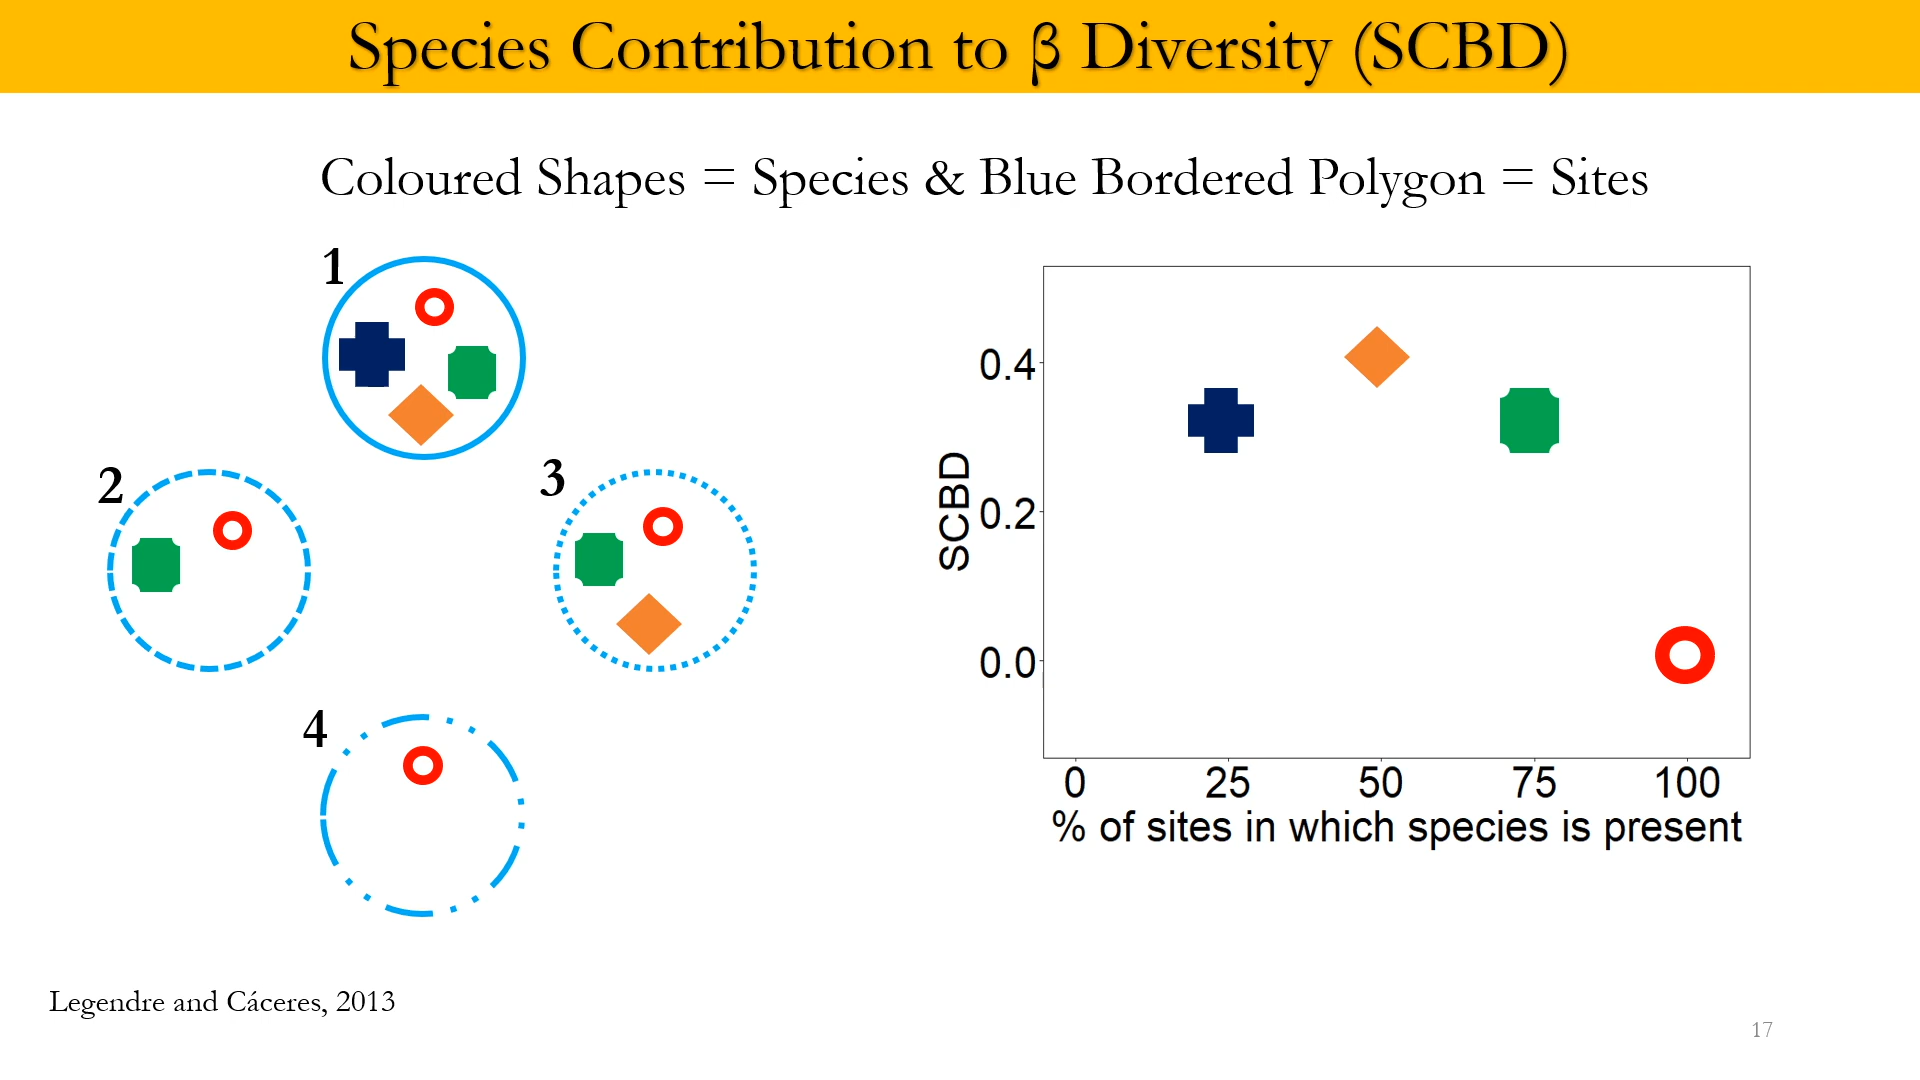 Species Contribution to β Diversity (SCBD)
Coloured Shapes = Species & Blue Bordered Polygon = Sites
1
2
3
4
SCBD
0.4
0.2
0.0
0 25 50 75 100
% of sites in which species is present
Legendre and Cáceres, 2013
17